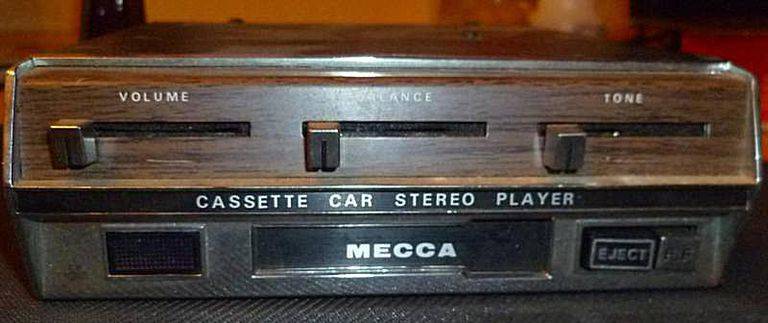 VOLUME BALANCE TONE
CASSETTE CAR STEREO PLAYER
MECCA
EJECT